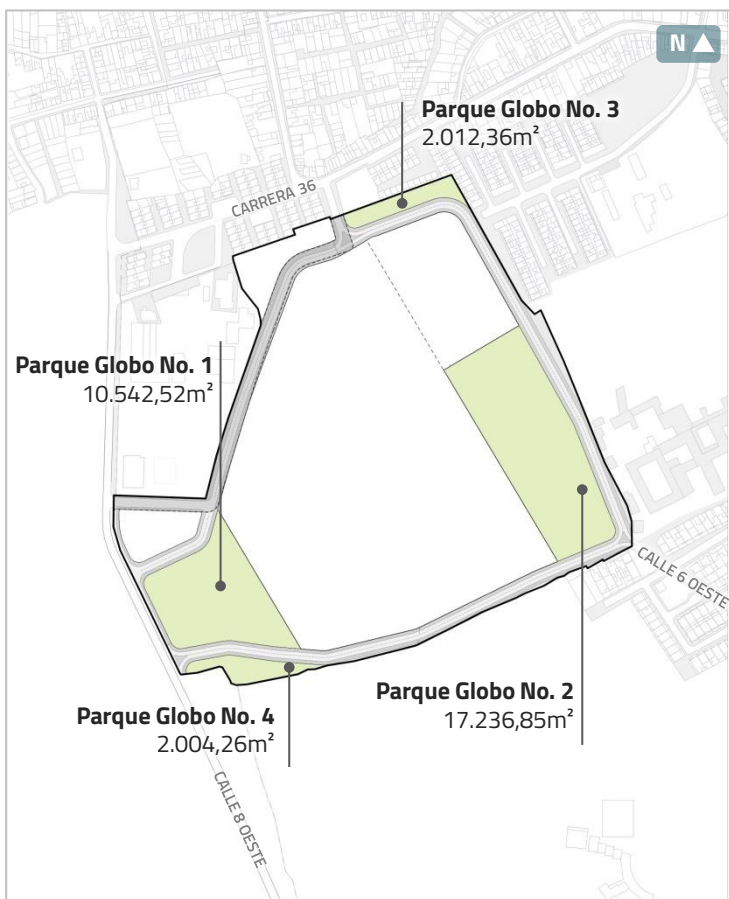 N
Parque Globo No. 3
2.012,36m²
CARRERA 36
Parque Globo No. 1
10.542,52m²
CALLE 6 OESTE
Parque Globo No. 2
17.236,85m²
Parque Globo No. 4
2.004,26m²
CALLE 8 OESTE